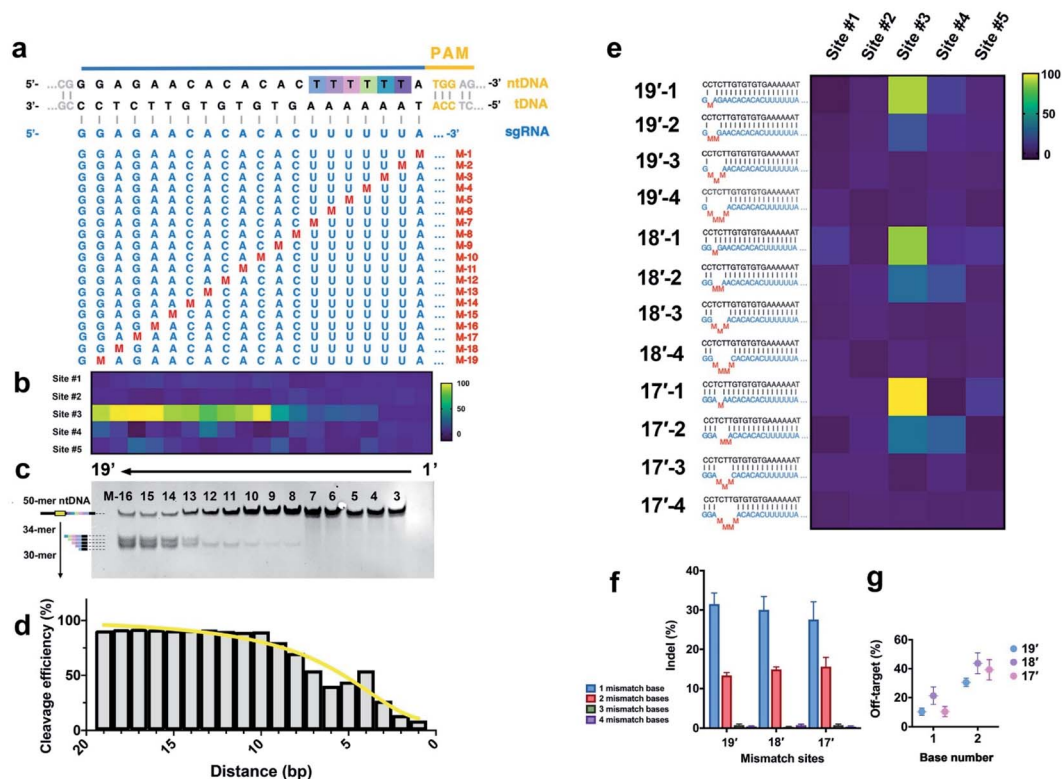 a
PAM
5'- ...CG G G A G A A C A C A C A C T T T T T T A TGG AG... -3' ntDNA
3'- ...GC C C T C T T G T G T G T G A A A A A A T ACC TC... -5' tDNA
5'- G G A G A A C A C A C A C U U U U U U A ... -3' sgRNA
G G A G A A C A C A C A C U U U U U U M ... M-1
G G A G A A C A C A C A C U U U U U M A ... M-2
G G A G A A C A C A C A C U U U U M U A ... M-3
G G A G A A C A C A C A C U U U M U U A ... M-4
G G A G A A C A C A C A C U U M U U U A ... M-5
G G A G A A C A C A C A C U M U U U U A ... M-6
G G A G A A C A C A C A C M U U U U U A ... M-7
G G A G A A C A C A C A M U U U U U U A ... M-8
G G A G A A C A C A C M C U U U U U U A ... M-9
G G A G A A C A C A M A C U U U U U U A ... M-10
G G A G A A C A C M C A C U U U U U U A ... M-11
G G A G A A C A M A C A C U U U U U U A ... M-12
G G A G A A C M C A C A C U U U U U U A ... M-13
G G A G A A M A C A C A C U U U U U U A ... M-14
G G A G A M C A C A C A C U U U U U U A ... M-15
G G A G M A C A C A C A C U U U U U U A ... M-16
G G A M A A C A C A C A C U U U U U U A ... M-17
G G M G A A C A C A C A C U U U U U U A ... M-18
G M A G A A C A C A C A C U U U U U U A ... M-19
b
Site #1
Site #2
Site #3
Site #4
Site #5
100
50
0
c
19' 1'
50-mer ntDNA
M-16 15 14 13 12 11 10 9 8 7 6 5 4 3
34-mer
30-mer
d
Cleavage efficiency (%)
100
50
0
20 15 10 5 0
Distance (bp)
e
Site #1 Site #2 Site #3 Site #4 Site #5
100
80
60
40
20
0
19'-1
19'-2
19'-3
19'-4
18'-1
18'-2
18'-3
18'-4
17'-1
17'-2
17'-3
17'-4
f
Indel (%)
40
30
20
10
0
1 mismatch base
2 mismatch bases
3 mismatch bases
4 mismatch bases
19' 18' 17'
Mismatch sites
g
Off-target (%)
60
40
20
0
1 2
Base number
19'
18'
17'